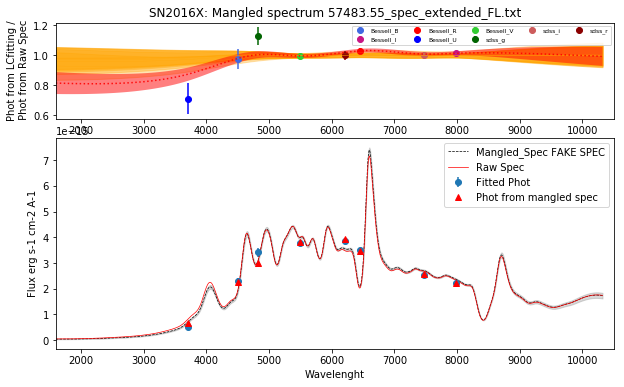 SN2016X: Mangled spectrum 57483.55_spec_extended_FL.txt
Phot from LCfitting /
Phot from Raw Spec
1.2
1.0
0.8
0.6
Bessell_B
Bessell_R
Bessell_V
sdss_i
sdss_r
Bessell_I
Bessell_U
sdss_g
2000 3000 4000 5000 6000 7000 8000 9000 10000
Flux erg s-1 cm-2 A-1
7
6
5
4
3
2
1
0
Mangled_Spec FAKE SPEC
Raw Spec
Fitted Phot
Phot from mangled spec
2000 3000 4000 5000 6000 7000 8000 9000 10000
Wavelenght